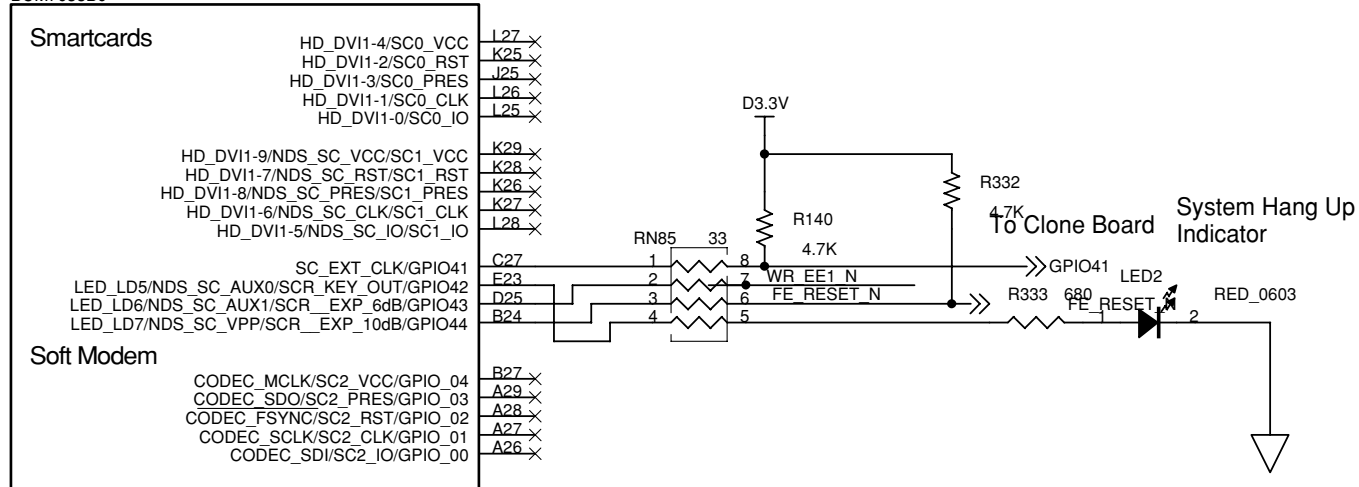 Smartcards
HD_DVI1-4/SC0_VCC L27
HD_DVI1-2/SC0_RST K25
HD_DVI1-3/SC0_PRES J25
HD_DVI1-1/SC0_CLK L26
HD_DVI1-0/SC0_IO L25
HD_DVI1-9/NDS_SC_VCC/SC1_VCC K29
HD_DVI1-7/NDS_SC_RST/SC1_RST K28
HD_DVI1-8/NDS_SC_PRES/SC1_PRES K26
HD_DVI1-6/NDS_SC_CLK/SC1_CLK K27
HD_DVI1-5/NDS_SC_IO/SC1_IO L28
SC_EXT_CLK/GPIO41 C27
LED_LD5/NDS_SC_AUX0/SCR_KEY_OUT/GPIO42 E23
LED_LD6/NDS_SC_AUX1/SCR__EXP_6dB/GPIO43 D25
LED_LD7/NDS_SC_VPP/SCR__EXP_10dB/GPIO44 B24
Soft Modem
CODEC_MCLK/SC2_VCC/GPIO_04 B27
CODEC_SDO/SC2_PRES/GPIO_03 A29
CODEC_FSYNC/SC2_RST/GPIO_02 A28
CODEC_SCLK/SC2_CLK/GPIO_01 A27
CODEC_SDI/SC2_IO/GPIO_00 A26
RN85 33
1 8
2 7
3 6
4 5
D3.3V
R140
4.7K
R332
4.7K
WR_EE1_N
FE_RESET_N
To Clone Board
GPIO41
FE_RESET_N
R333 680
System Hang Up
Indicator
LED2
RED_0603
1 2